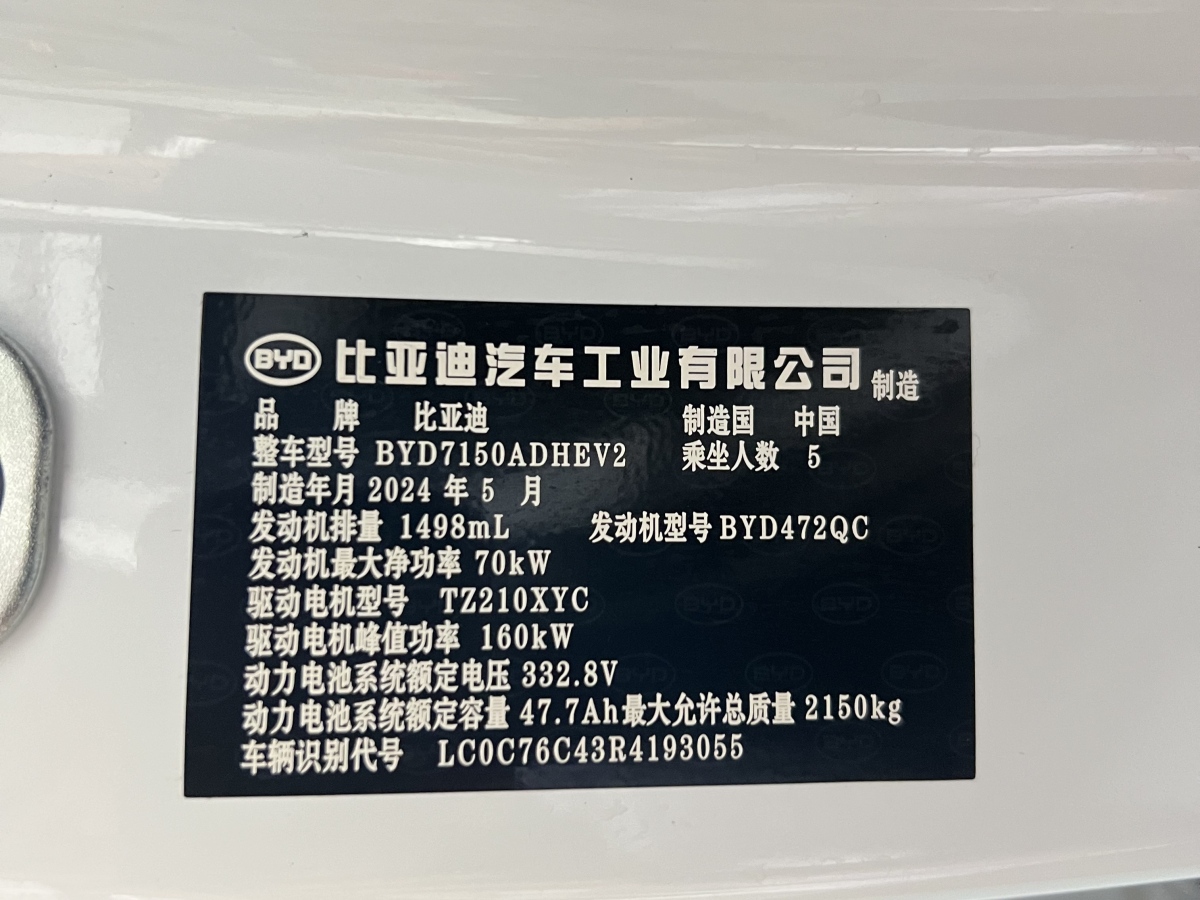 BYD 比亚迪汽车工业有限公司 制造
品 牌 比亚迪 制造国 中国
整车型号 BYD7150ADHEV2 乘坐人数 5
制造年月 2024 年 5 月
发动机排量 1498mL 发动机型号 BYD472QC
发动机最大净功率 70kW
驱动电机型号 TZ210XYC
驱动电机峰值功率 160kW
动力电池系统额定电压 332.8V
动力电池系统额定容量 47.7Ah 最大允许总质量 2150kg
车辆识别代号 LC0C76C43R4193055